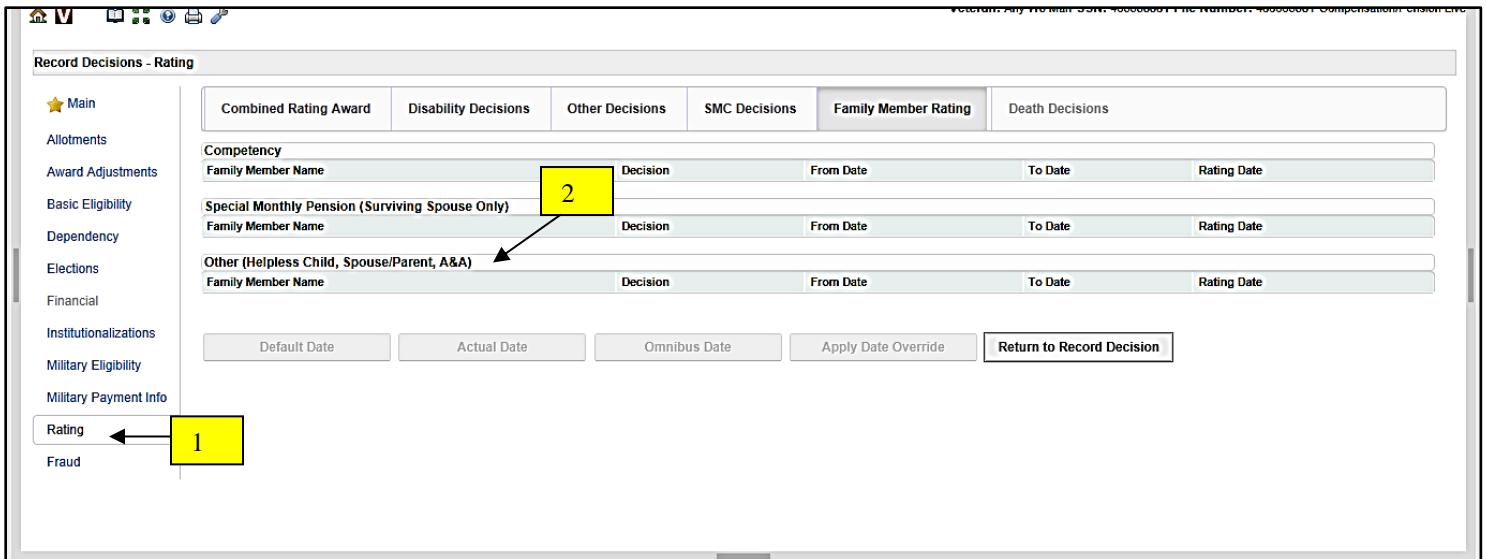 Record Decisions - Rating
Main
Allotments
Award Adjustments
Basic Eligibility
Dependency
Elections
Financial
Institutionalizations
Military Eligibility
Military Payment Info
Rating
Fraud
Combined Rating Award Disability Decisions Other Decisions SMC Decisions Family Member Rating Death Decisions
Competency
Family Member Name Decision From Date To Date Rating Date
2
Special Monthly Pension (Surviving Spouse Only)
Family Member Name Decision From Date To Date Rating Date
Other (Helpless Child, Spouse/Parent, A&A)
Family Member Name Decision From Date To Date Rating Date
Default Date Actual Date Omnibus Date Apply Date Override Return to Record Decision
1